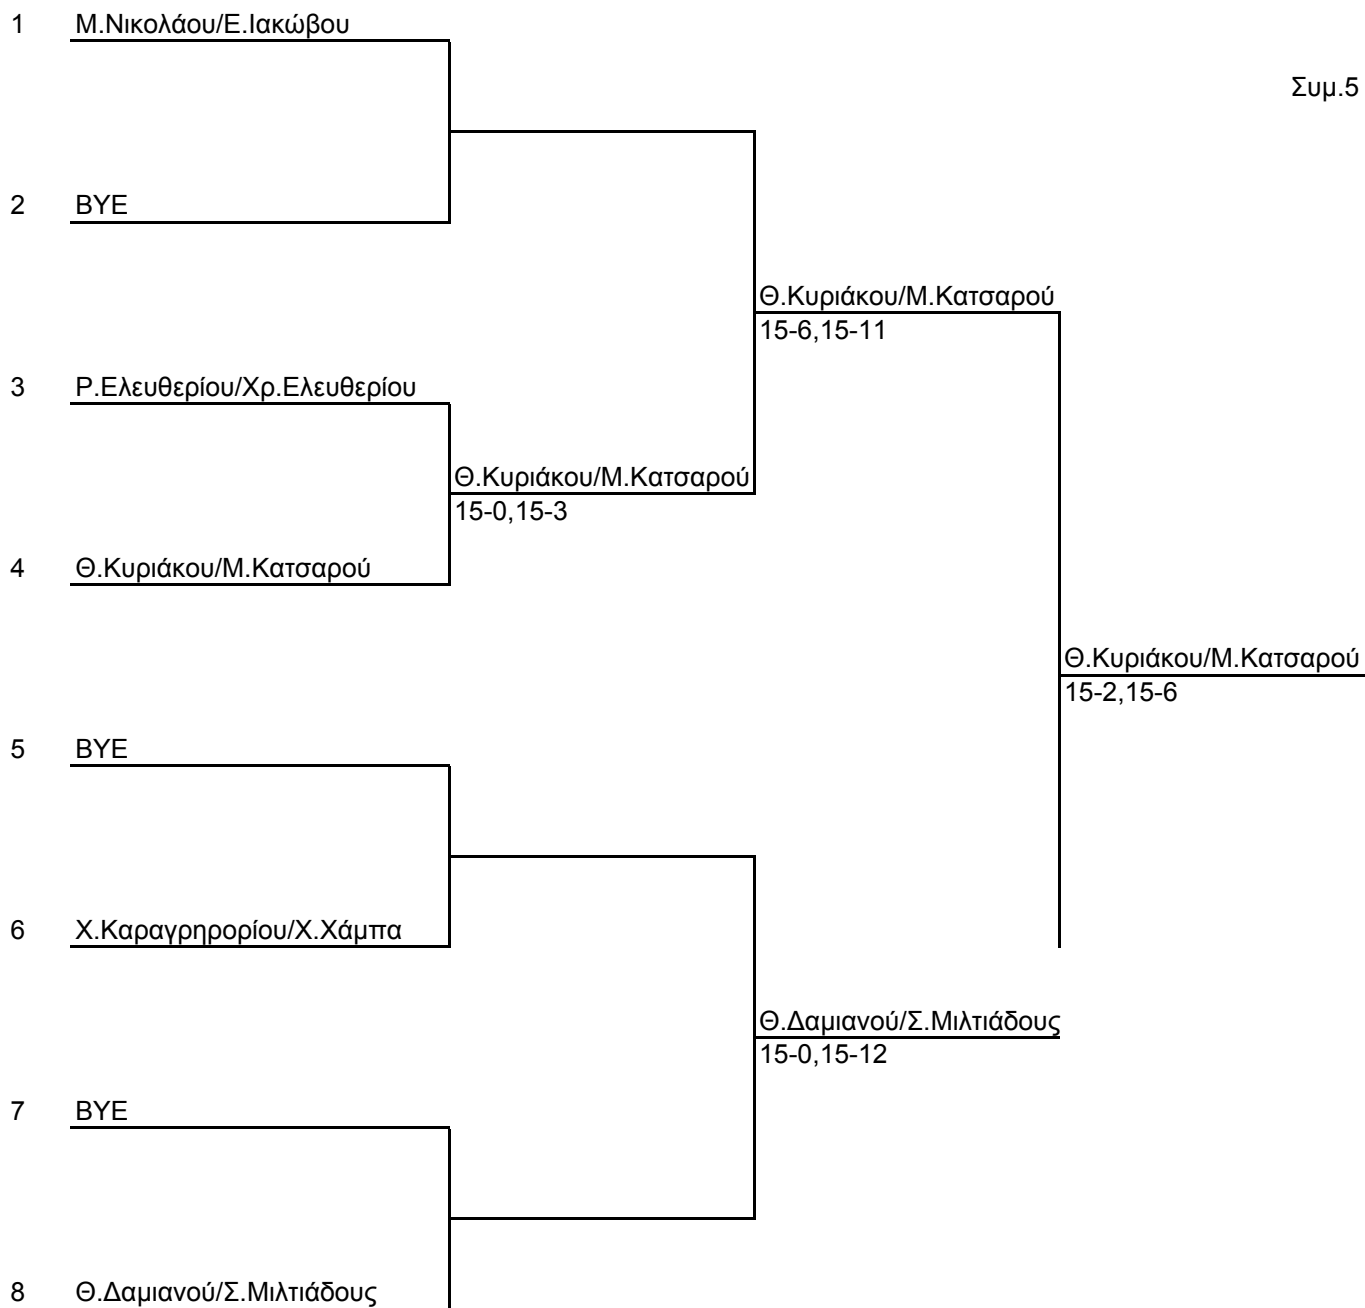 1 Μ.Νικολάου/Ε.Ιακώβου
Συμ.5
2 BYE
Θ.Κυριάκου/Μ.Κατσαρού
15-6,15-11
3 Ρ.Ελευθερίου/Χρ.Ελευθερίου
Θ.Κυριάκου/Μ.Κατσαρού
15-0,15-3
4 Θ.Κυριάκου/Μ.Κατσαρού
Θ.Κυριάκου/Μ.Κατσαρού
15-2,15-6
5 BYE
6 Χ.Καραγρηρορίου/Χ.Χάμπα
Θ.Δαμιανού/Σ.Μιλτιάδους
15-0,15-12
7 BYE
8 Θ.Δαμιανού/Σ.Μιλτιάδους